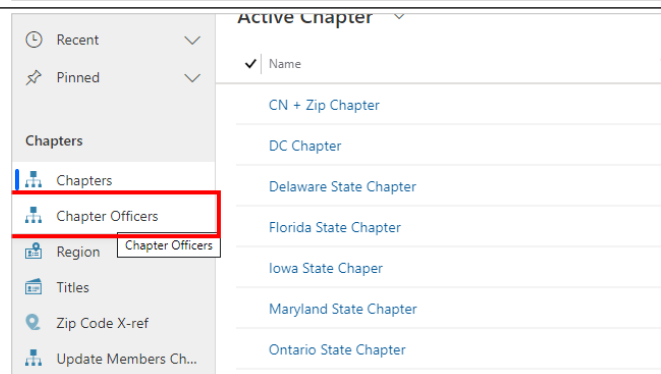 Active Chapter
Recent
Pinned
Name
CN + Zip Chapter
Chapters
DC Chapter
Chapters
Delaware State Chapter
Chapter Officers
Florida State Chapter
Region
Chapter Officers
Iowa State Chaper
Titles
Maryland State Chapter
Zip Code X-ref
Ontario State Chapter
Update Members Ch...